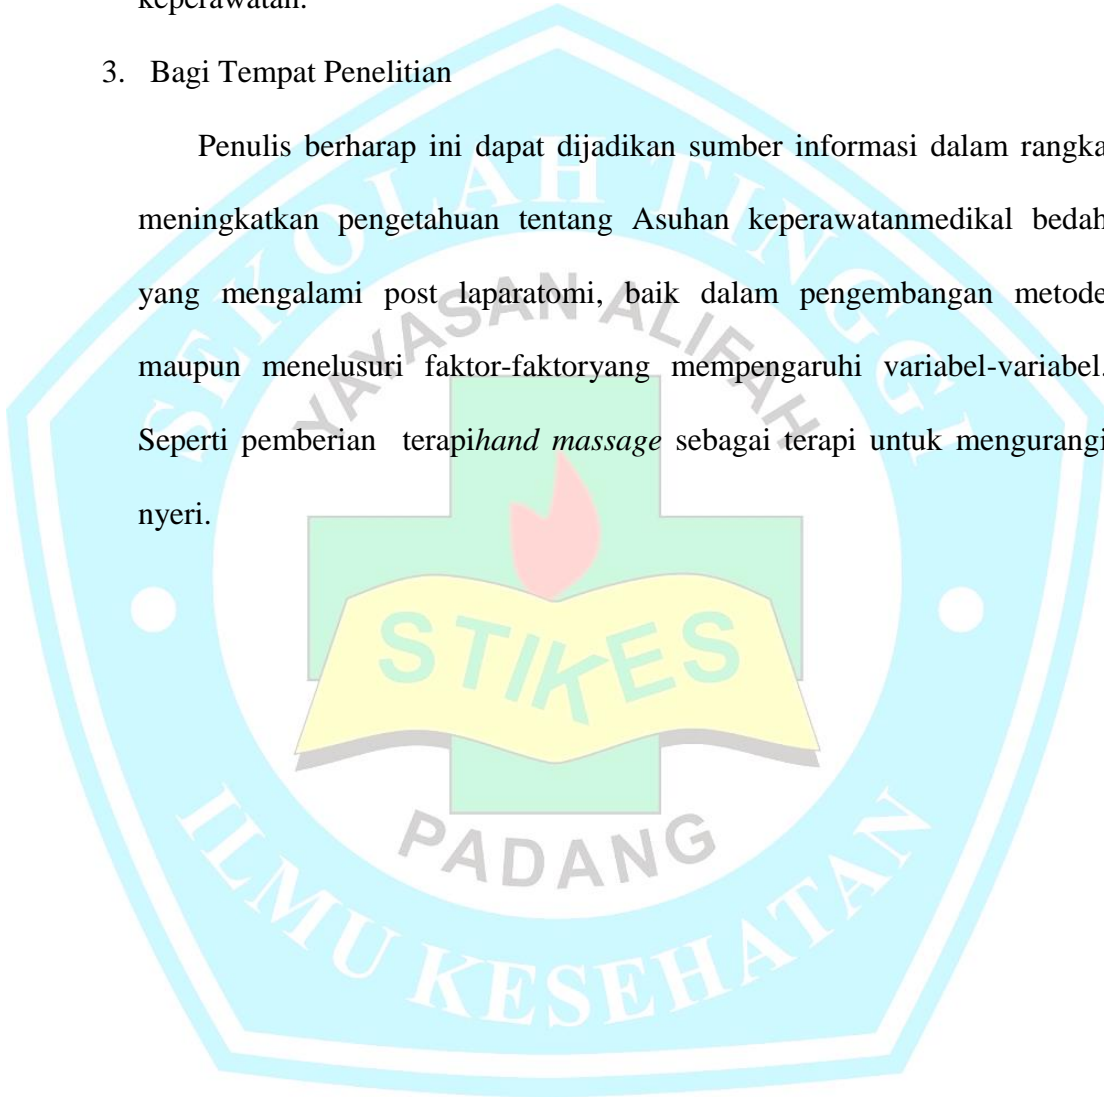 keperawatan.
3. Bagi Tempat Penelitian
Penulis berharap ini dapat dijadikan sumber informasi dalam rangka
meningkatkan pengetahuan tentang Asuhan keperawatanmedikal bedah
yang mengalami post laparatomi, baik dalam pengembangan metode
maupun menelusuri faktor-faktoryang mempengaruhi variabel-variabel.
Seperti pemberian terapihand massage sebagai terapi untuk mengurangi
nyeri.
SEKOLAH TINGGI
YAYASAN ALIFAH
STIKES
PADANG
ILMU KESEHATAN